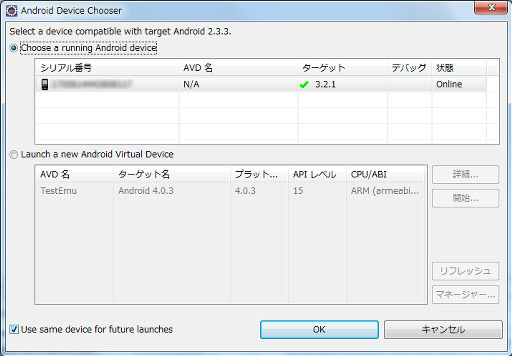 Android Device Chooser
Select a device compatible with target Android 2.3.3.
Choose a running Android device
シリアル番号 AVD 名 ターゲット デバッグ 状態
N/A 3.2.1 Online
Launch a new Android Virtual Device
AVD 名 ターゲット名 プラット... API レベル CPU/ABI
TestEmu Android 4.0.3 4.0.3 15 ARM (armeabi...
詳細...
開始...
リフレッシュ
マネージャー...
Use same device for future launches
OK キャンセル